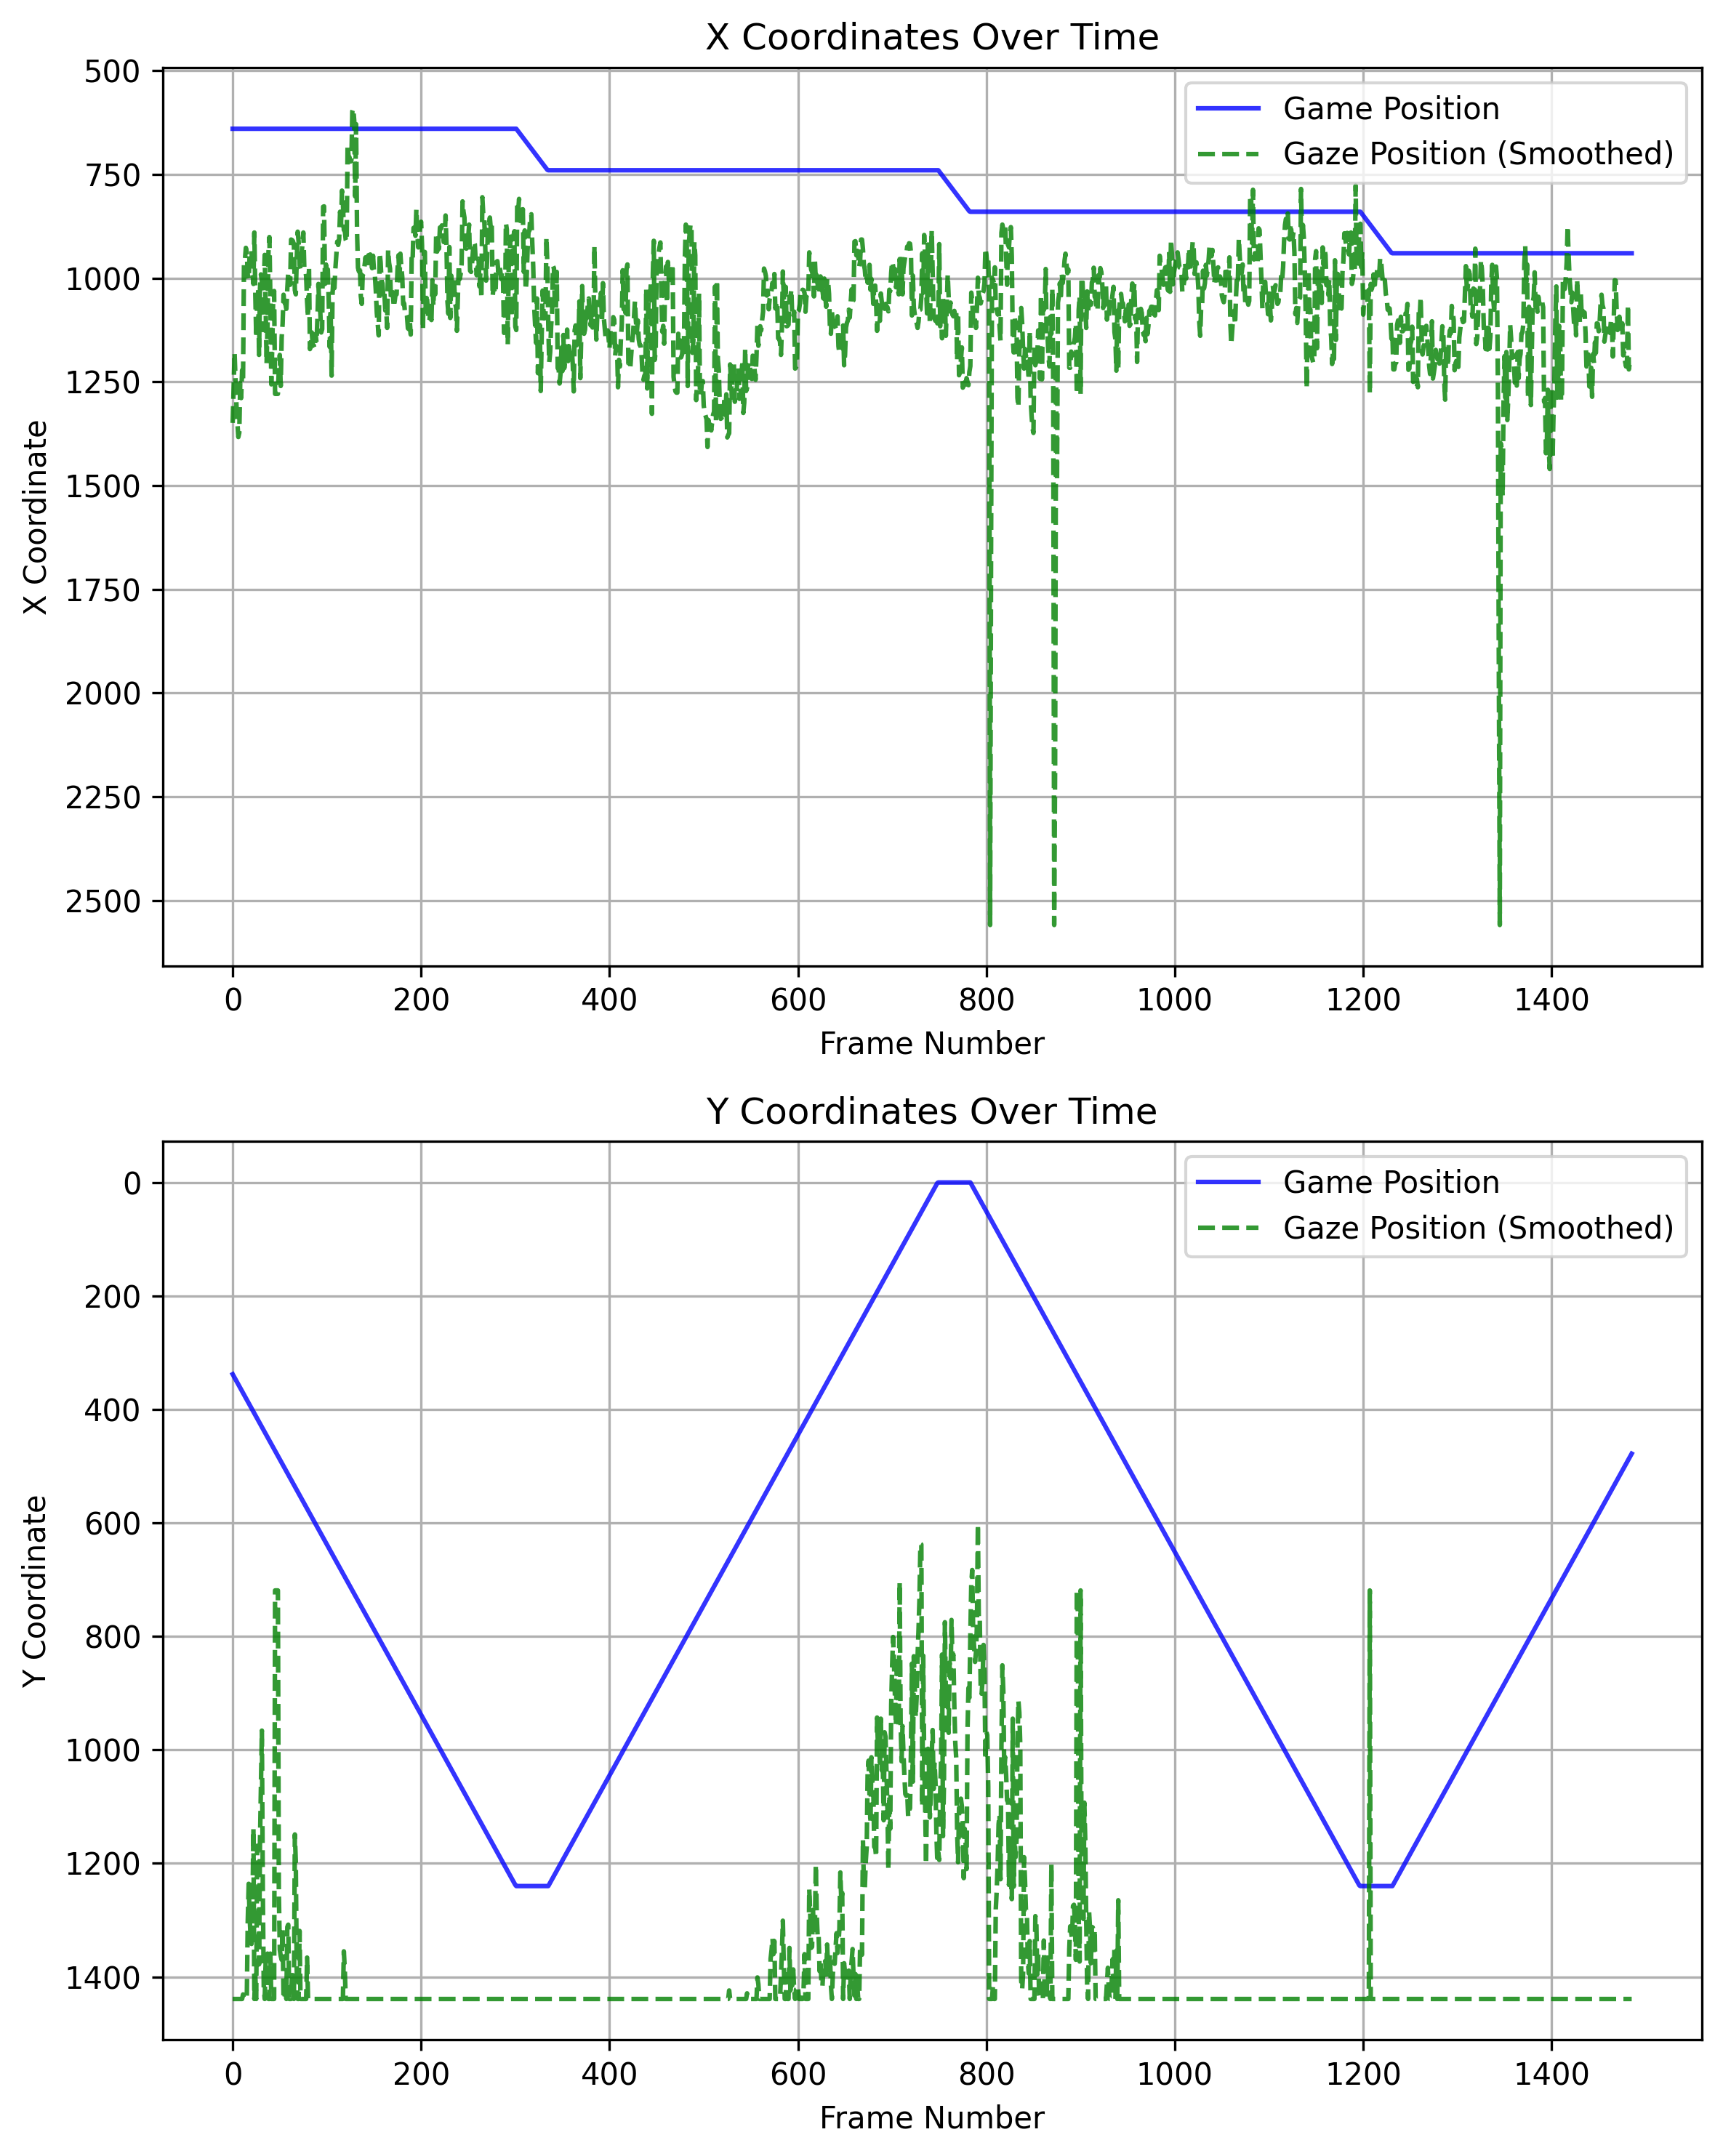 X Coordinates Over Time
Game Position
Gaze Position (Smoothed)
500
750
1000
1250
1500
1750
2000
2250
2500
X Coordinate
0 200 400 600 800 1000 1200 1400
Frame Number
Y Coordinates Over Time
Game Position
Gaze Position (Smoothed)
0
200
400
600
800
1000
1200
1400
Y Coordinate
0 200 400 600 800 1000 1200 1400
Frame Number